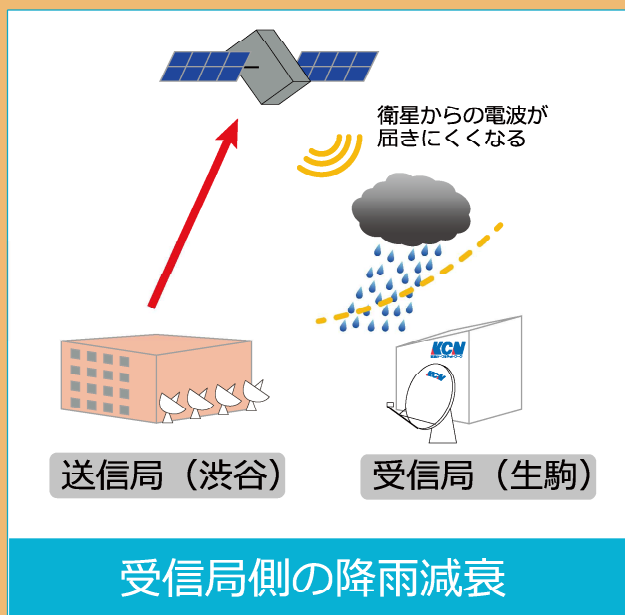 衛星からの電波が
届きにくくなる
KCN
KCN
送信局（渋谷）
受信局（生駒）
受信局側の降雨減衰